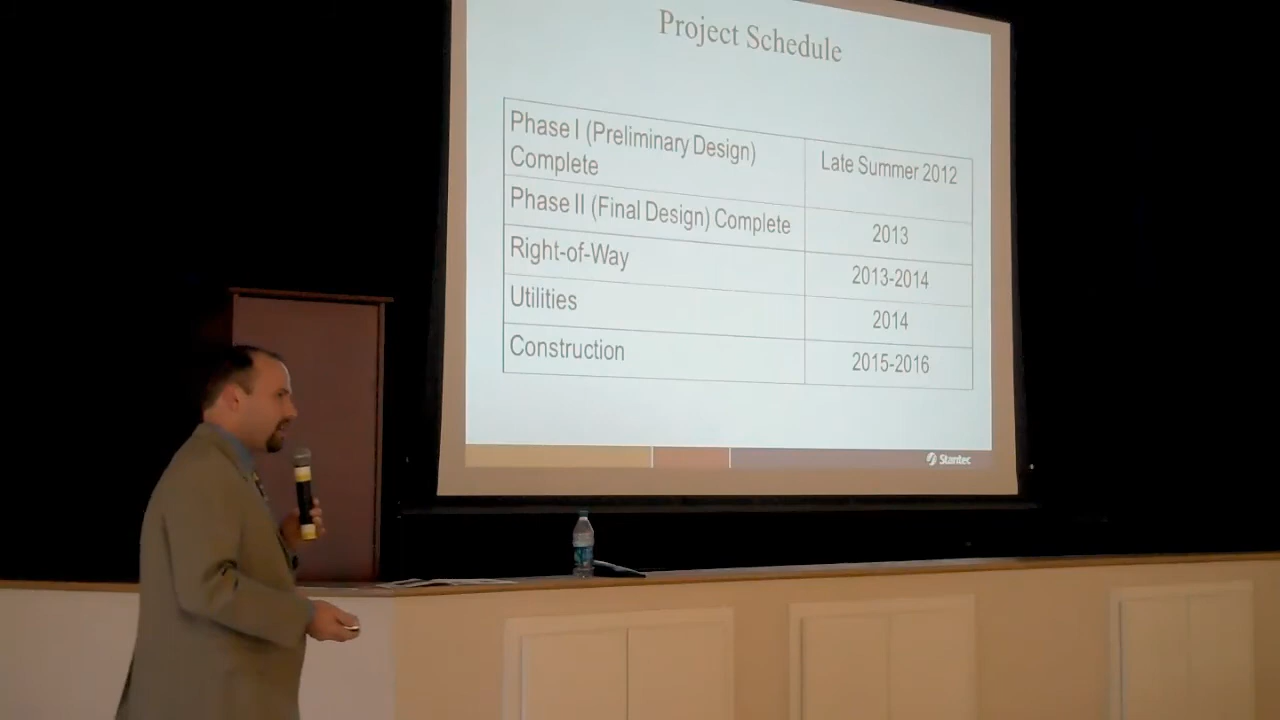 Project Schedule
Phase I (Preliminary Design)
Complete
Late Summer 2012
Phase II (Final Design) Complete
2013
Right-of-Way
2013-2014
Utilities
2014
Construction
2015-2016
Stantec